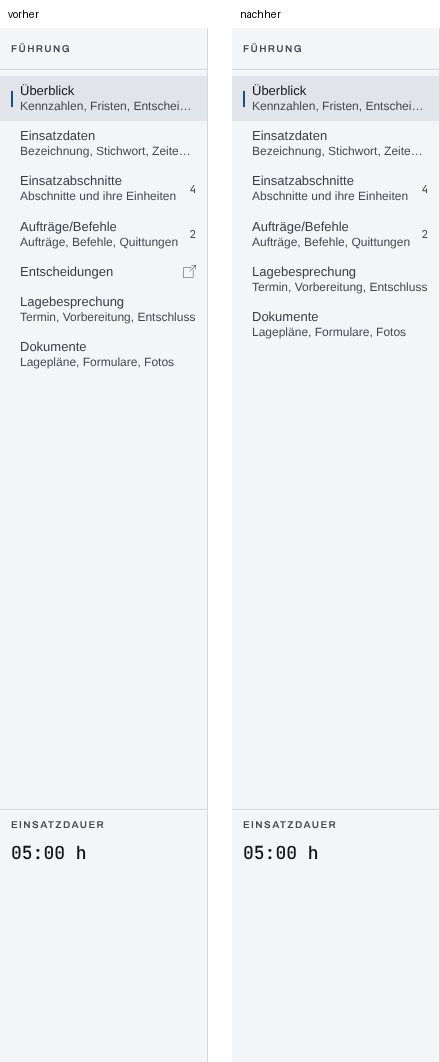 vorher
FÜHRUNG
Überblick
Kennzahlen, Fristen, Entschei…
Einsatzdaten
Bezeichnung, Stichwort, Zeite…
Einsatzabschnitte
Abschnitte und ihre Einheiten
4
Aufträge/Befehle
Aufträge, Befehle, Quittungen
2
Entscheidungen
Lagebesprechung
Termin, Vorbereitung, Entschluss
Dokumente
Lagepläne, Formulare, Fotos
EINSATZDAUER
05:00 h
nachher
FÜHRUNG
Überblick
Kennzahlen, Fristen, Entschei…
Einsatzdaten
Bezeichnung, Stichwort, Zeite…
Einsatzabschnitte
Abschnitte und ihre Einheiten
4
Aufträge/Befehle
Aufträge, Befehle, Quittungen
2
Lagebesprechung
Termin, Vorbereitung, Entschluss
Dokumente
Lagepläne, Formulare, Fotos
EINSATZDAUER
05:00 h